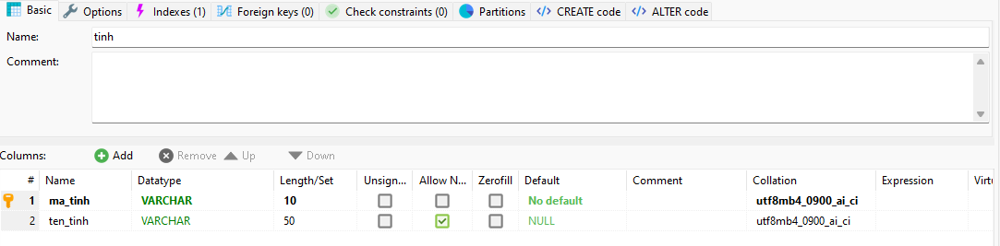 Basic Options Indexes (1) Foreign keys (0) Check constraints (0) Partitions CREATE code ALTER code
Name: tinh
Comment:
Columns: Add Remove Up Down
# Name Datatype Length/Set Unsign... Allow N... Zerofill Default Comment Collation Expression Virtu
1 ma_tinh VARCHAR 10 No default utf8mb4_0900_ai_ci
2 ten_tinh VARCHAR 50 NULL utf8mb4_0900_ai_ci